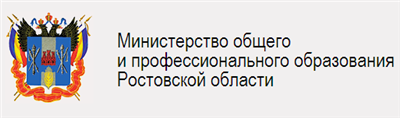 Министерство общего
и профессионального образования
Ростовской области